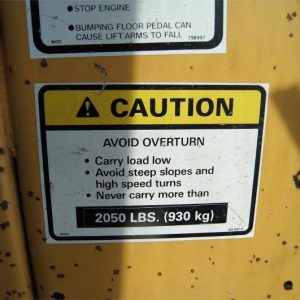 ● STOP ENGINE
● BUMPING FLOOR PEDAL CAN
CAUSE LIFT ARMS TO FALL
CAUTION
AVOID OVERTURN
• Carry load low
• Avoid steep slopes and
high speed turns
• Never carry more than
2050 LBS. (930 kg)